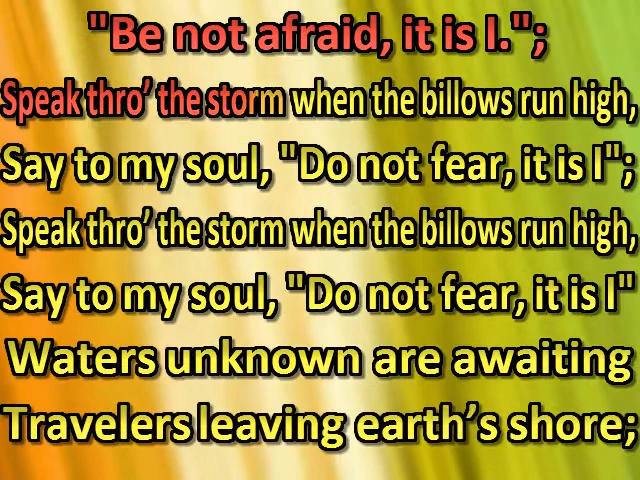 "Be not afraid, it is I.";
Speak thro’ the storm when the billows run high,
Say to my soul, "Do not fear, it is I";
Speak thro’ the storm when the billows run high,
Say to my soul, "Do not fear, it is I"
Waters unknown are awaiting
Travelers leaving earth’s shore;